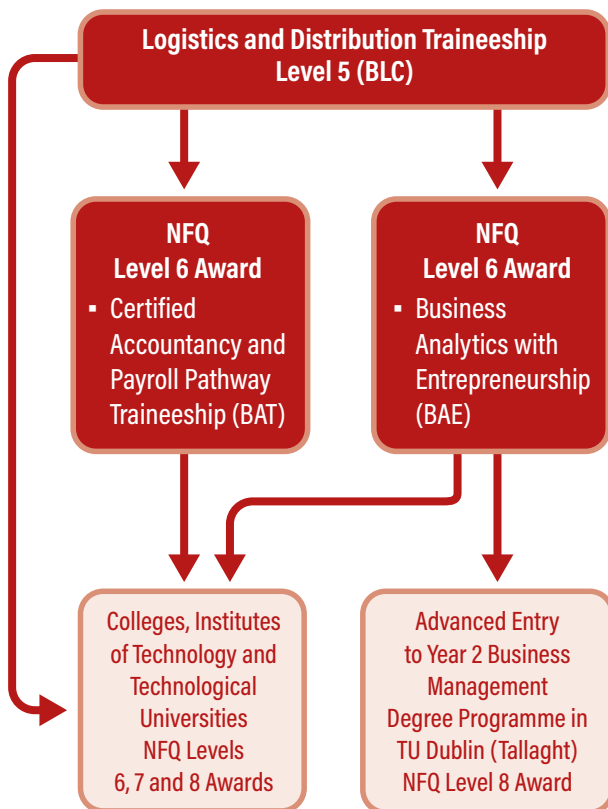 Logistics and Distribution Traineeship
Level 5 (BLC)
NFQ
Level 6 Award
▪ Certified
Accountancy and
Payroll Pathway
Traineeship (BAT)
NFQ
Level 6 Award
▪ Business
Analytics with
Entrepreneurship
(BAE)
Colleges, Institutes
of Technology and
Technological
Universities
NFQ Levels
6, 7 and 8 Awards
Advanced Entry
to Year 2 Business
Management
Degree Programme in
TU Dublin (Tallaght)
NFQ Level 8 Award